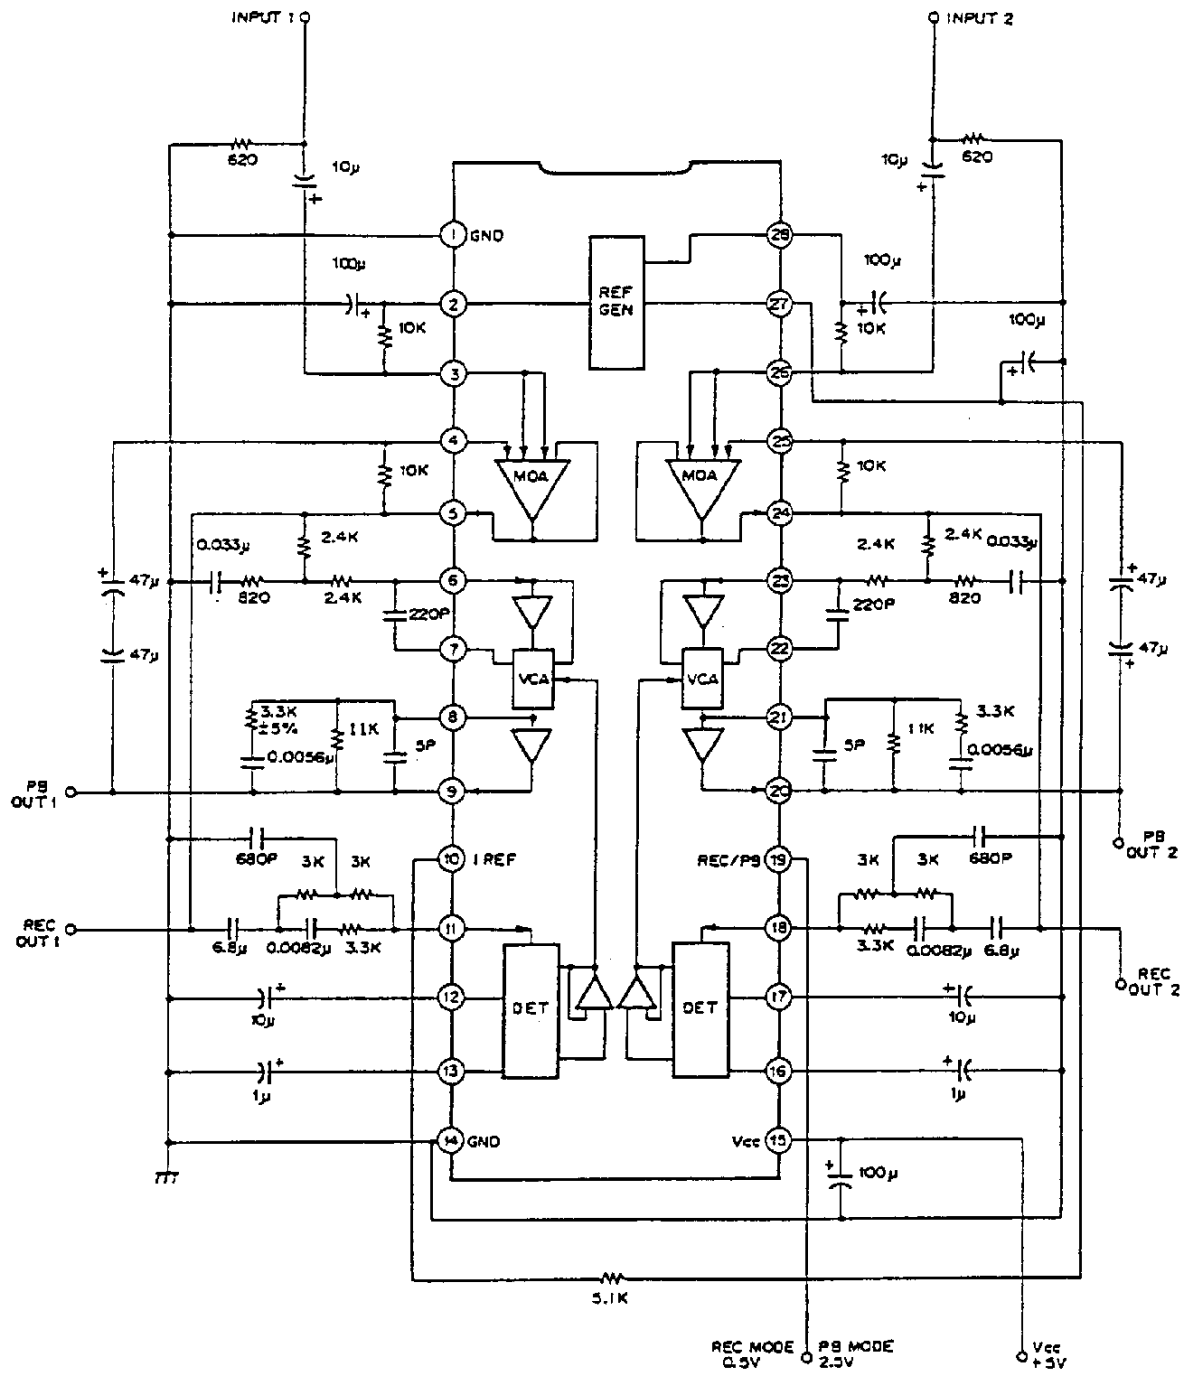 INPUT 1
INPUT 2
620
10µ
+
10µ
+
620
1 GND
28
100µ
+
REF
GEN
100µ
+
2
27
10K
10K
100µ
+
3
26
4
25
10K
MOA
MOA
10K
5
24
0.033µ
2.4K
2.4K
2.4K
0.033µ
+
47µ
820
2.4K
6
23
820
+
47µ
220P
220P
47µ
7
22
47µ
+
VCA
VCA
3.3K
±5%
11K
8
21
11K
3.3K
0.0056µ
5P
5P
0.0056µ
PB
OUT 1
9
20
680P
3K
3K
10 I REF
REC/PB 19
3K
3K
680P
PB
OUT 2
REC
OUT 1
6.8µ
0.0082µ
3.3K
11
18
3.3K
0.0082µ
6.8µ
REC
OUT 2
+
10µ
12
DET
DET
17
+
10µ
+
1µ
13
16
+
1µ
14 GND
Vcc 15
+
100µ
5.1K
REC MODE
0.5V
PB MODE
2.5V
Vcc
+5V